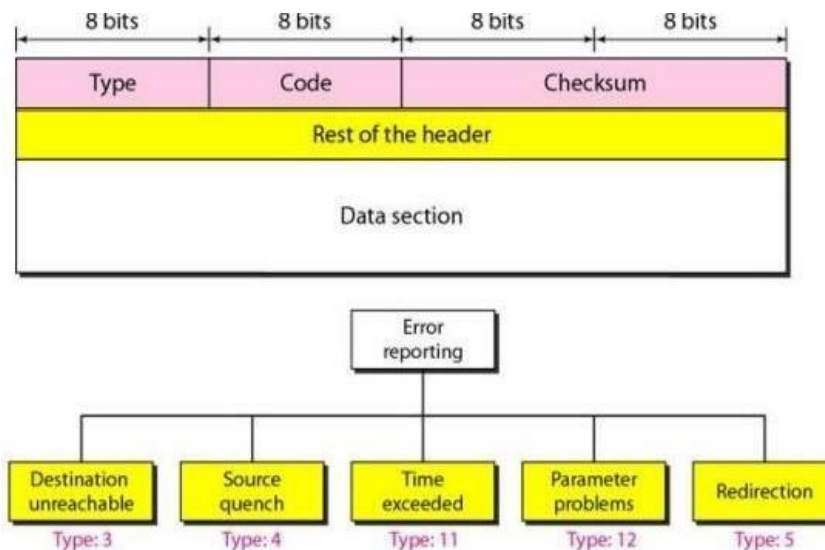 8 bits 8 bits 8 bits 8 bits
Type Code Checksum
Rest of the header
Data section
Error
reporting
Destination
unreachable
Source
quench
Time
exceeded
Parameter
problems
Redirection
Type: 3 Type: 4 Type: 11 Type: 12 Type: 5